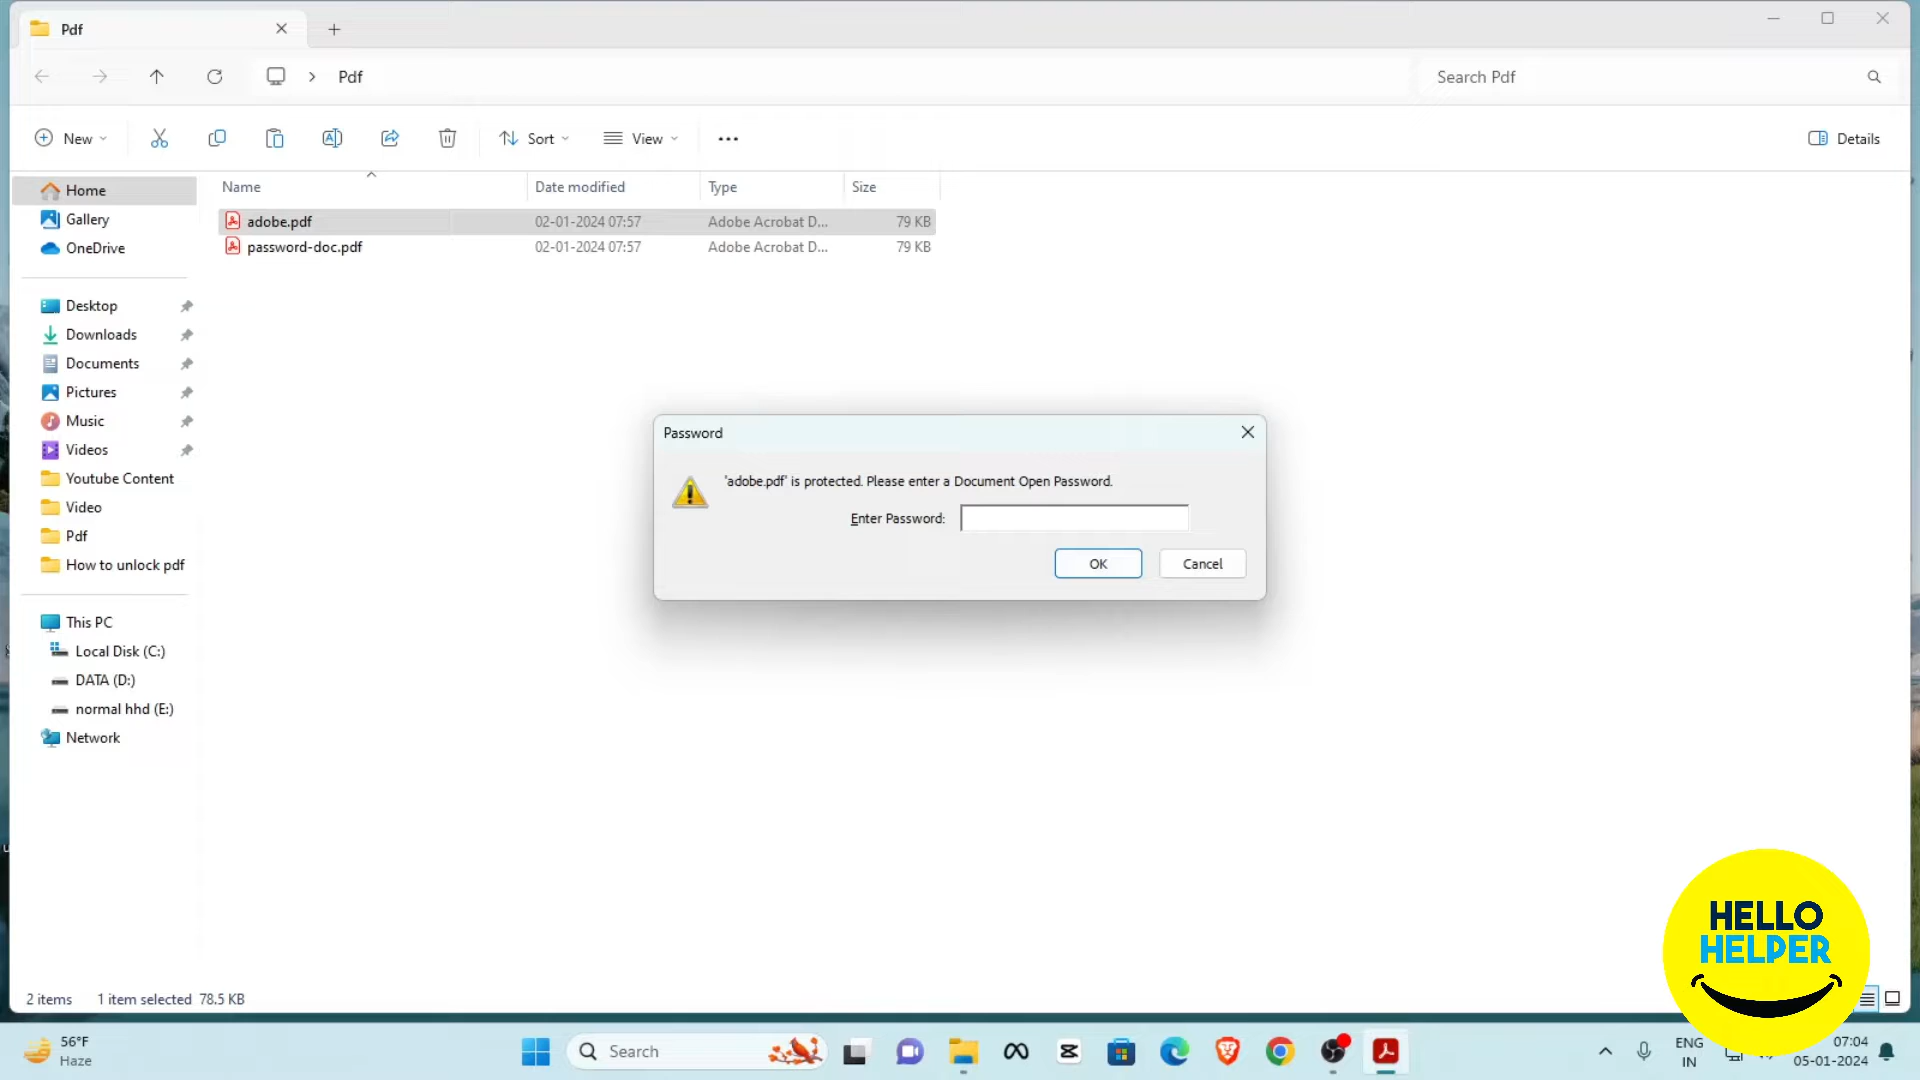 Pdf
Pdf
Search Pdf
New
Sort
View
Details
Name
Date modified
Type
Size
adobe.pdf
02-01-2024 07:57
Adobe Acrobat D...
79 KB
password-doc.pdf
02-01-2024 07:57
Adobe Acrobat D...
79 KB
Home
Gallery
OneDrive
Desktop
Downloads
Documents
Pictures
Music
Videos
Youtube Content
Video
Pdf
How to unlock pdf
This PC
Local Disk (C:)
DATA (D:)
normal hhd (E:)
Network
Password
'adobe.pdf' is protected. Please enter a Document Open Password.
Enter Password:
OK
Cancel
HELLO
HELPER
2 items
1 item selected 78.5 KB
56°F
Haze
Search
ENG
IN
07:04
05-01-2024